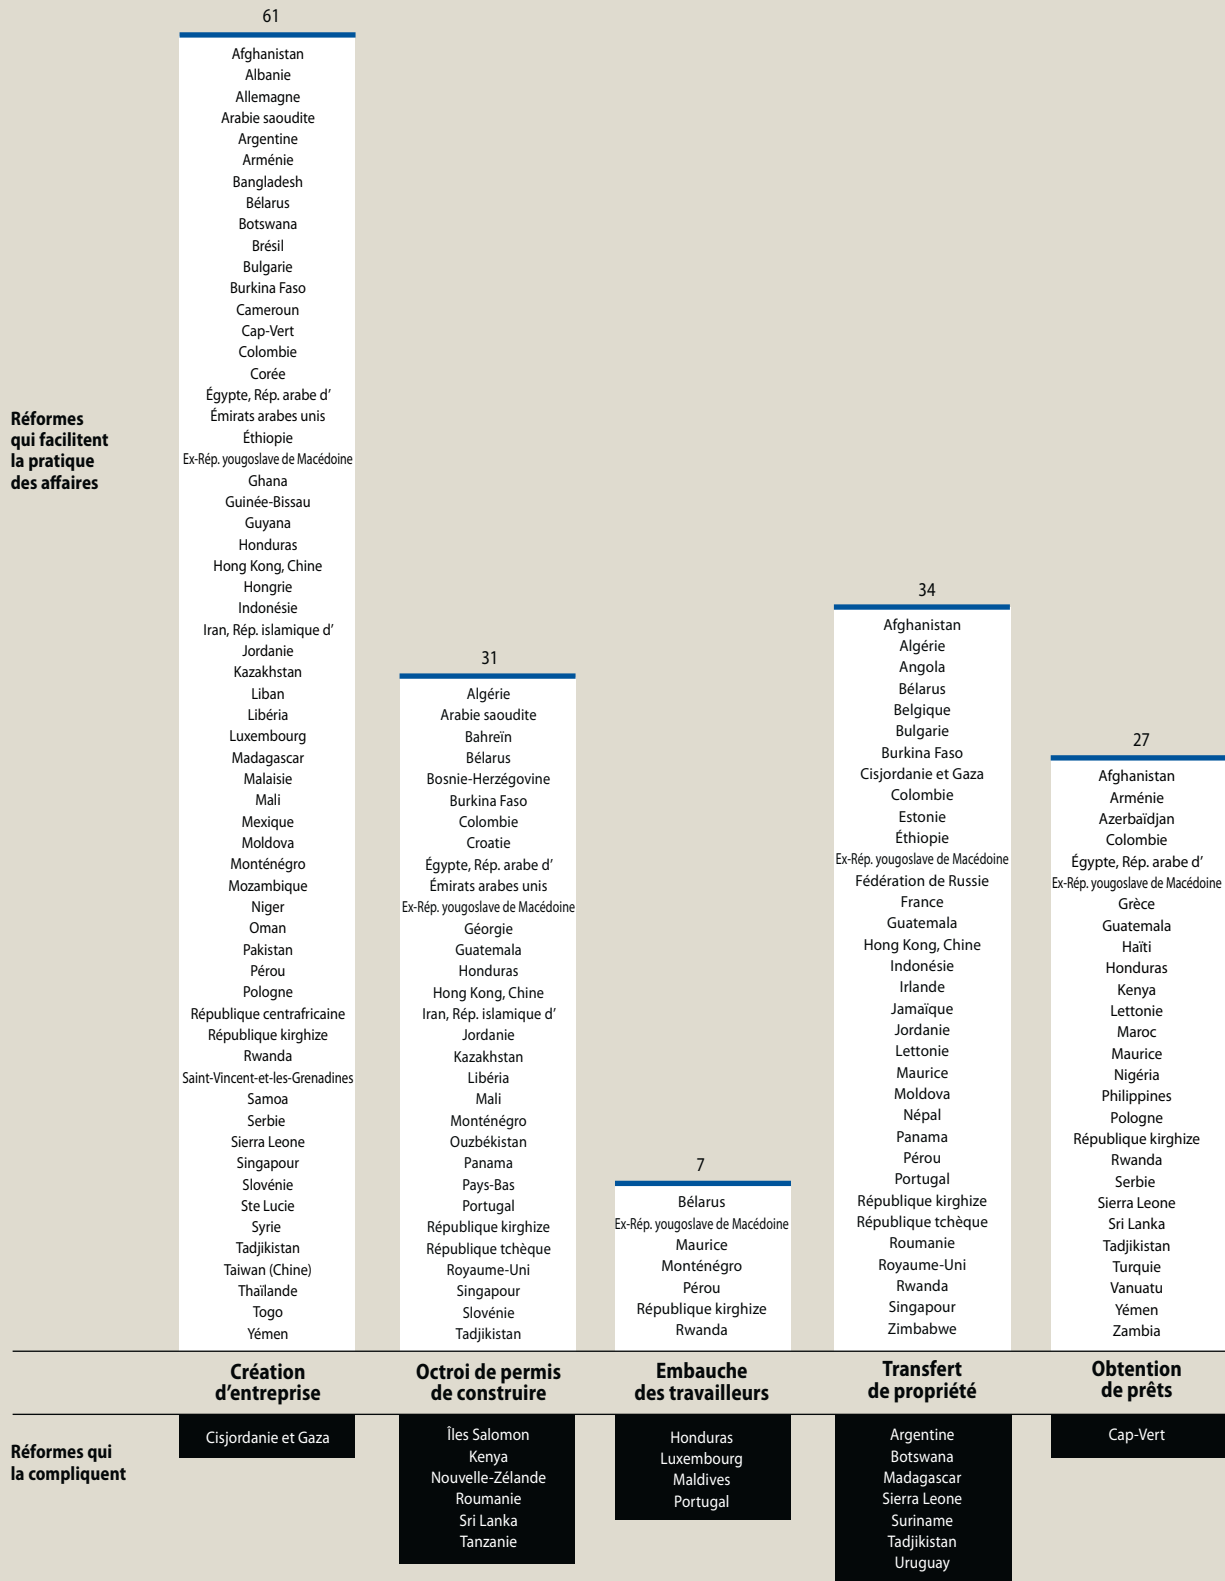 61
Afghanistan
Albanie
Allemagne
Arabie saoudite
Argentine
Arménie
Bangladesh
Bélarus
Botswana
Brésil
Bulgarie
Burkina Faso
Cameroun
Cap-Vert
Colombie
Corée
Égypte, Rép. arabe d’
Émirats arabes unis
Éthiopie
Ex-Rép. yougoslave de Macédoine
Ghana
Guinée-Bissau
Guyana
Honduras
Hong Kong, Chine
Hongrie
Indonésie
Iran, Rép. islamique d’
Jordanie
Kazakhstan
Liban
Libéria
Luxembourg
Madagascar
Malaisie
Mali
Mexique
Moldova
Monténégro
Mozambique
Niger
Oman
Pakistan
Pérou
Pologne
République centrafricaine
République kirghize
Rwanda
Saint-Vincent-et-les-Grenadines
Samoa
Serbie
Sierra Leone
Singapour
Slovénie
Ste Lucie
Syrie
Tadjikistan
Taiwan (Chine)
Thaïlande
Togo
Yémen
Réformes
qui facilitent
la pratique
des affaires
31
Algérie
Arabie saoudite
Bahreïn
Bélarus
Bosnie-Herzégovine
Burkina Faso
Colombie
Croatie
Égypte, Rép. arabe d’
Émirats arabes unis
Ex-Rép. yougoslave de Macédoine
Géorgie
Guatemala
Honduras
Hong Kong, Chine
Iran, Rép. islamique d’
Jordanie
Kazakhstan
Libéria
Mali
Monténégro
Ouzbékistan
Panama
Pays-Bas
Portugal
République kirghize
République tchèque
Royaume-Uni
Singapour
Slovénie
Tadjikistan
7
Bélarus
Ex-Rép. yougoslave de Macédoine
Maurice
Monténégro
Pérou
République kirghize
Rwanda
34
Afghanistan
Algérie
Angola
Bélarus
Belgique
Bulgarie
Burkina Faso
Cisjordanie et Gaza
Colombie
Estonie
Éthiopie
Ex-Rép. yougoslave de Macédoine
Fédération de Russie
France
Guatemala
Hong Kong, Chine
Indonésie
Irlande
Jamaïque
Jordanie
Lettonie
Maurice
Moldova
Népal
Panama
Pérou
Portugal
République kirghize
République tchèque
Roumanie
Royaume-Uni
Rwanda
Singapour
Zimbabwe
27
Afghanistan
Arménie
Azerbaïdjan
Colombie
Égypte, Rép. arabe d’
Ex-Rép. yougoslave de Macédoine
Grèce
Guatemala
Haïti
Honduras
Kenya
Lettonie
Maroc
Maurice
Nigéria
Philippines
Pologne
République kirghize
Rwanda
Serbie
Sierra Leone
Sri Lanka
Tadjikistan
Turquie
Vanuatu
Yémen
Zambia
Création
d’entreprise
Octroi de permis
de construire
Embauche
des travailleurs
Transfert
de propriété
Obtention
de prêts
Réformes qui
la compliquent
Cisjordanie et Gaza
Îles Salomon
Kenya
Nouvelle-Zélande
Roumanie
Sri Lanka
Tanzanie
Honduras
Luxembourg
Maldives
Portugal
Argentine
Botswana
Madagascar
Sierra Leone
Suriname
Tadjikistan
Uruguay
Cap-Vert